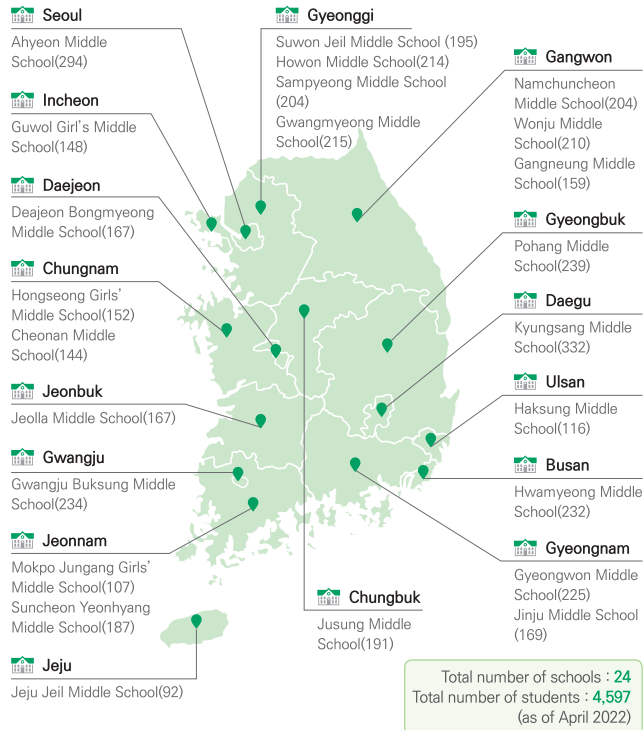 Seoul
Ahyeon Middle
School(294)
Incheon
Guwol Girl's Middle
School(148)
Daejeon
Deajeon Bongmyeong
Middle School(167)
Chungnam
Hongseong Girls'
Middle School(152)
Cheonan Middle
School(144)
Jeonbuk
Jeolla Middle School(167)
Gwangju
Gwangju Buksung Middle
School(234)
Jeonnam
Mokpo Jungang Girls'
Middle School(107)
Suncheon Yeonhyang
Middle School(187)
Jeju
Jeju Jeil Middle School(92)
Gyeonggi
Suwon Jeil Middle School (195)
Howon Middle School(214)
Sampyeong Middle School
(204)
Gwangmyeong Middle
School(215)
Gangwon
Namchuncheon
Middle School(204)
Wonju Middle
School(210)
Gangneung Middle
School(159)
Gyeongbuk
Pohang Middle
School(239)
Daegu
Kyungsang Middle
School(332)
Ulsan
Haksung Middle
School(116)
Busan
Hwamyeong Middle
School(232)
Gyeongnam
Gyeongwon Middle
School(225)
Jinju Middle School
(169)
Chungbuk
Jusung Middle
School(191)
Total number of schools : 24
Total number of students : 4,597
(as of April 2022)